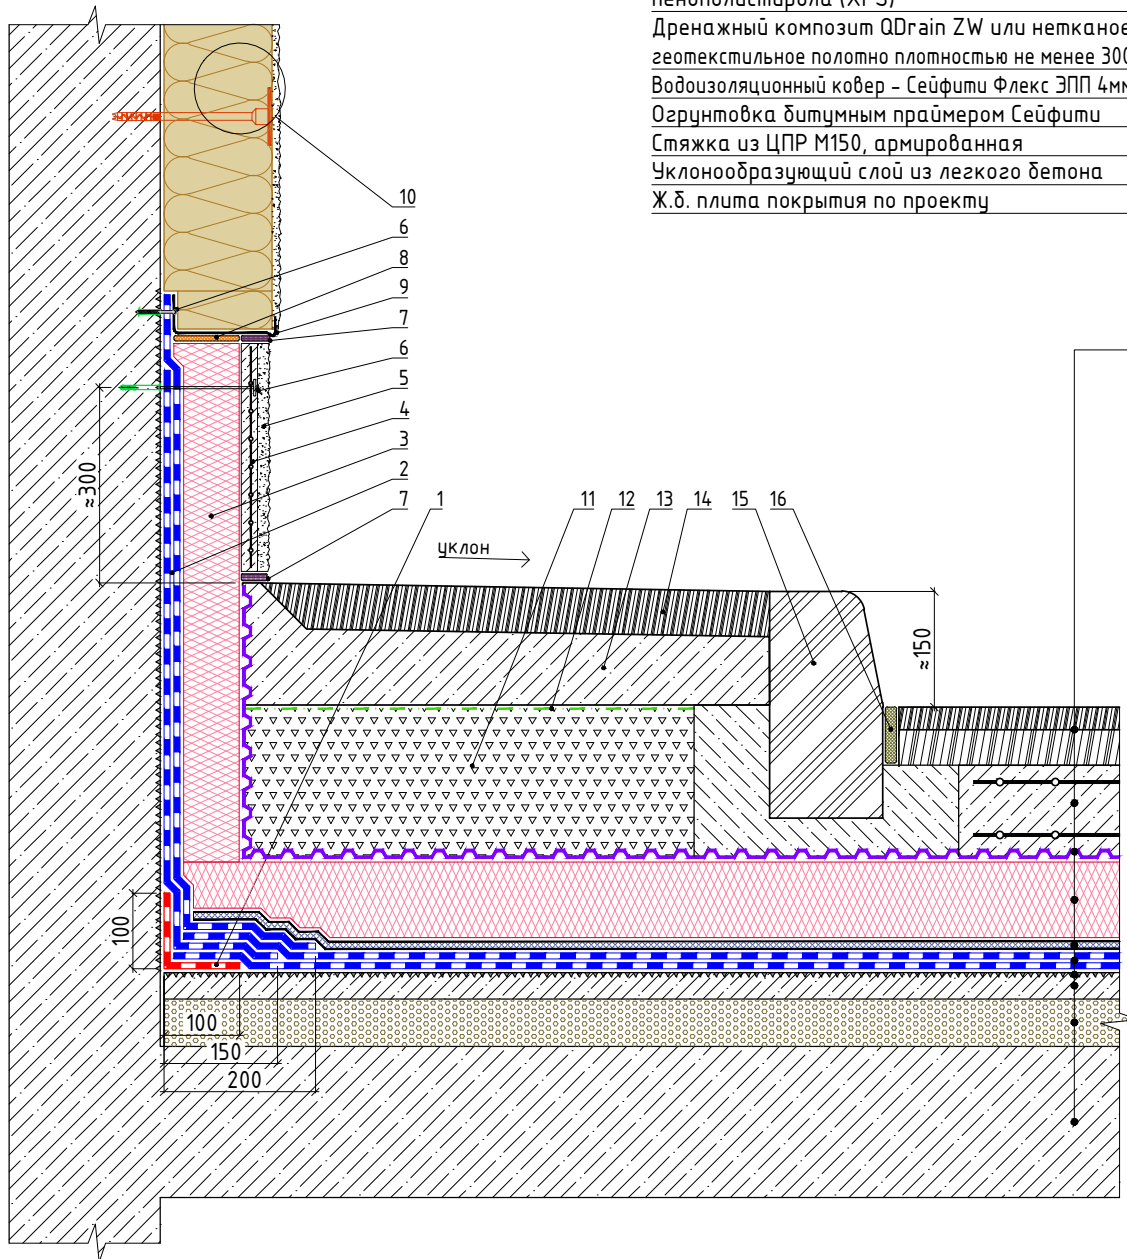 пенополистирола (XPS)
Дренажный композит QDrain ZW или нетканое
геотекстильное полотно плотностью не менее 300
Водоизоляционный ковер - Сейфити Флекс ЭПП 4мм
Огрунтовка битумным праймером Сейфити
Стяжка из ЦПР М150, армированная
Уклонообразующий слой из легкого бетона
Ж.б. плита покрытия по проекту
10
6
8
9
7
6
5
4
3
2
7
1
11
12
13
14
15
16
≈300
уклон
≈150
100
100
150
200